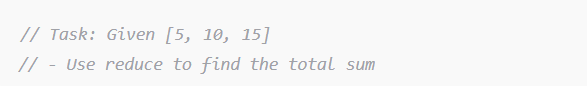 // Task: Given [5, 10, 15]
// - Use reduce to find the total sum